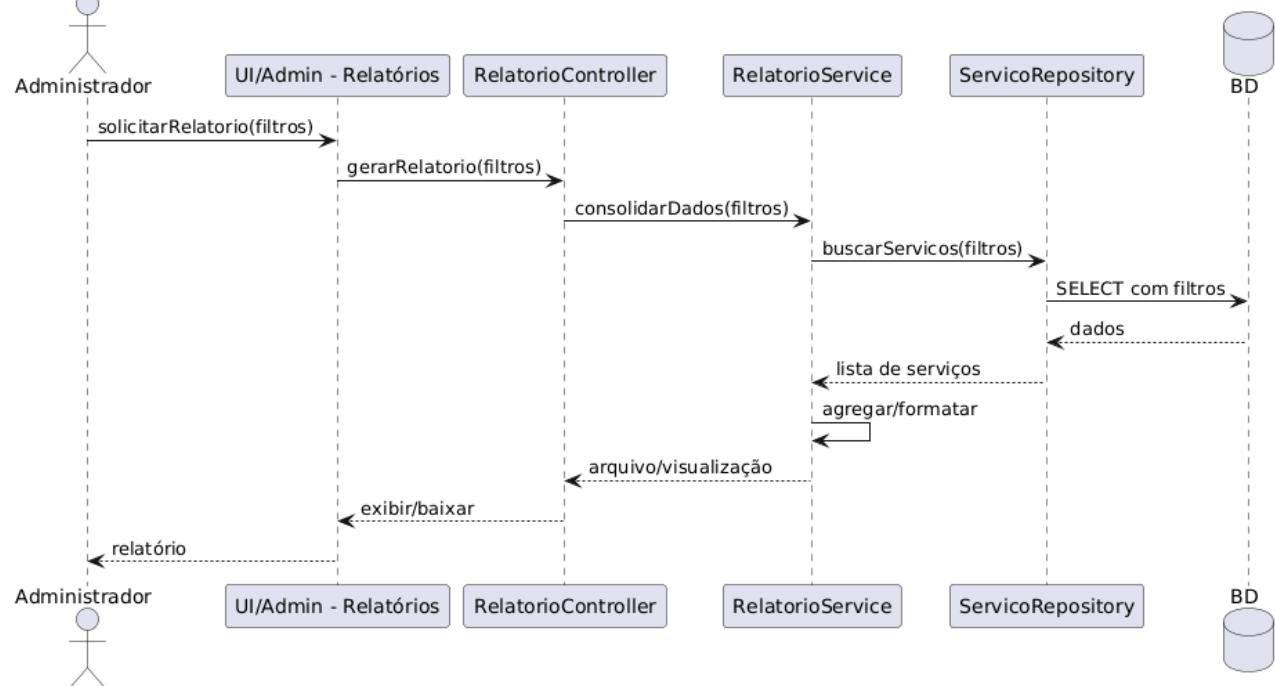 Administrador
UI/Admin - Relatórios
RelatorioController
RelatorioService
ServicoRepository
BD
solicitarRelatorio(filtros)
gerarRelatorio(filtros)
consolidarDados(filtros)
buscarServicos(filtros)
SELECT com filtros
dados
lista de serviços
agregar/formatar
arquivo/visualização
exibir/baixar
relatório
Administrador
UI/Admin - Relatórios
RelatorioController
RelatorioService
ServicoRepository
BD